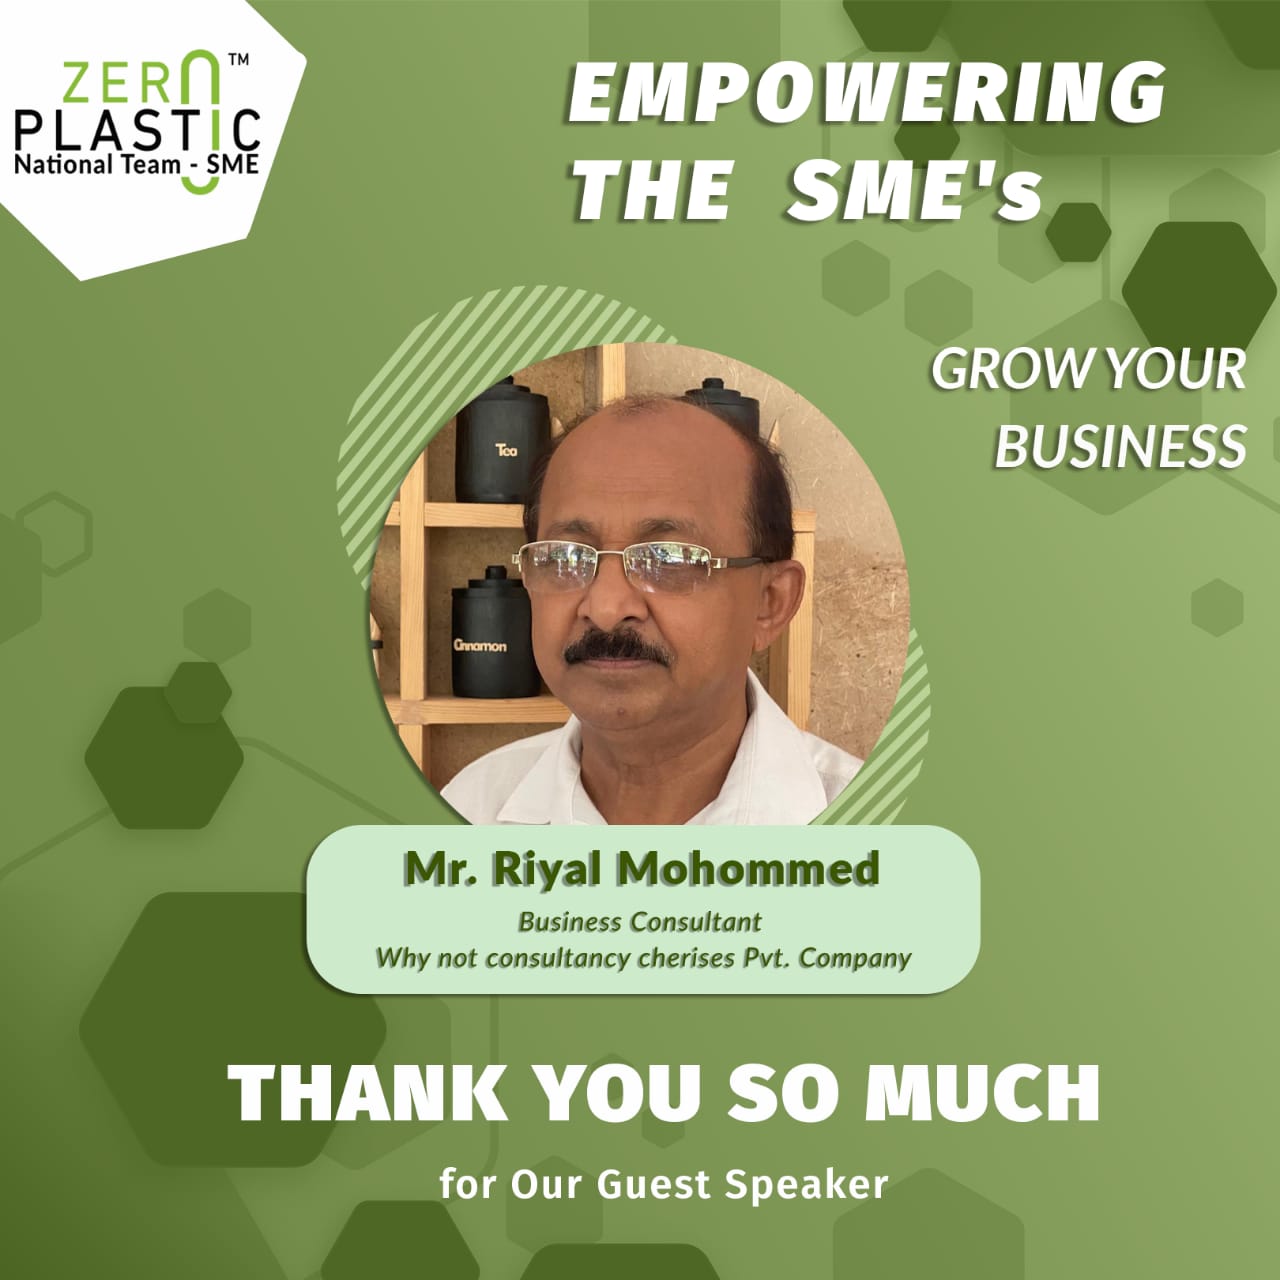 ZERO™
PLASTIC
National Team - SME
EMPOWERING
THE SME's
GROW YOUR
BUSINESS
Tea
Cinnamon
Mr. Riyal Mohommed
Business Consultant
Why not consultancy cherises Pvt. Company
THANK YOU SO MUCH
for Our Guest Speaker